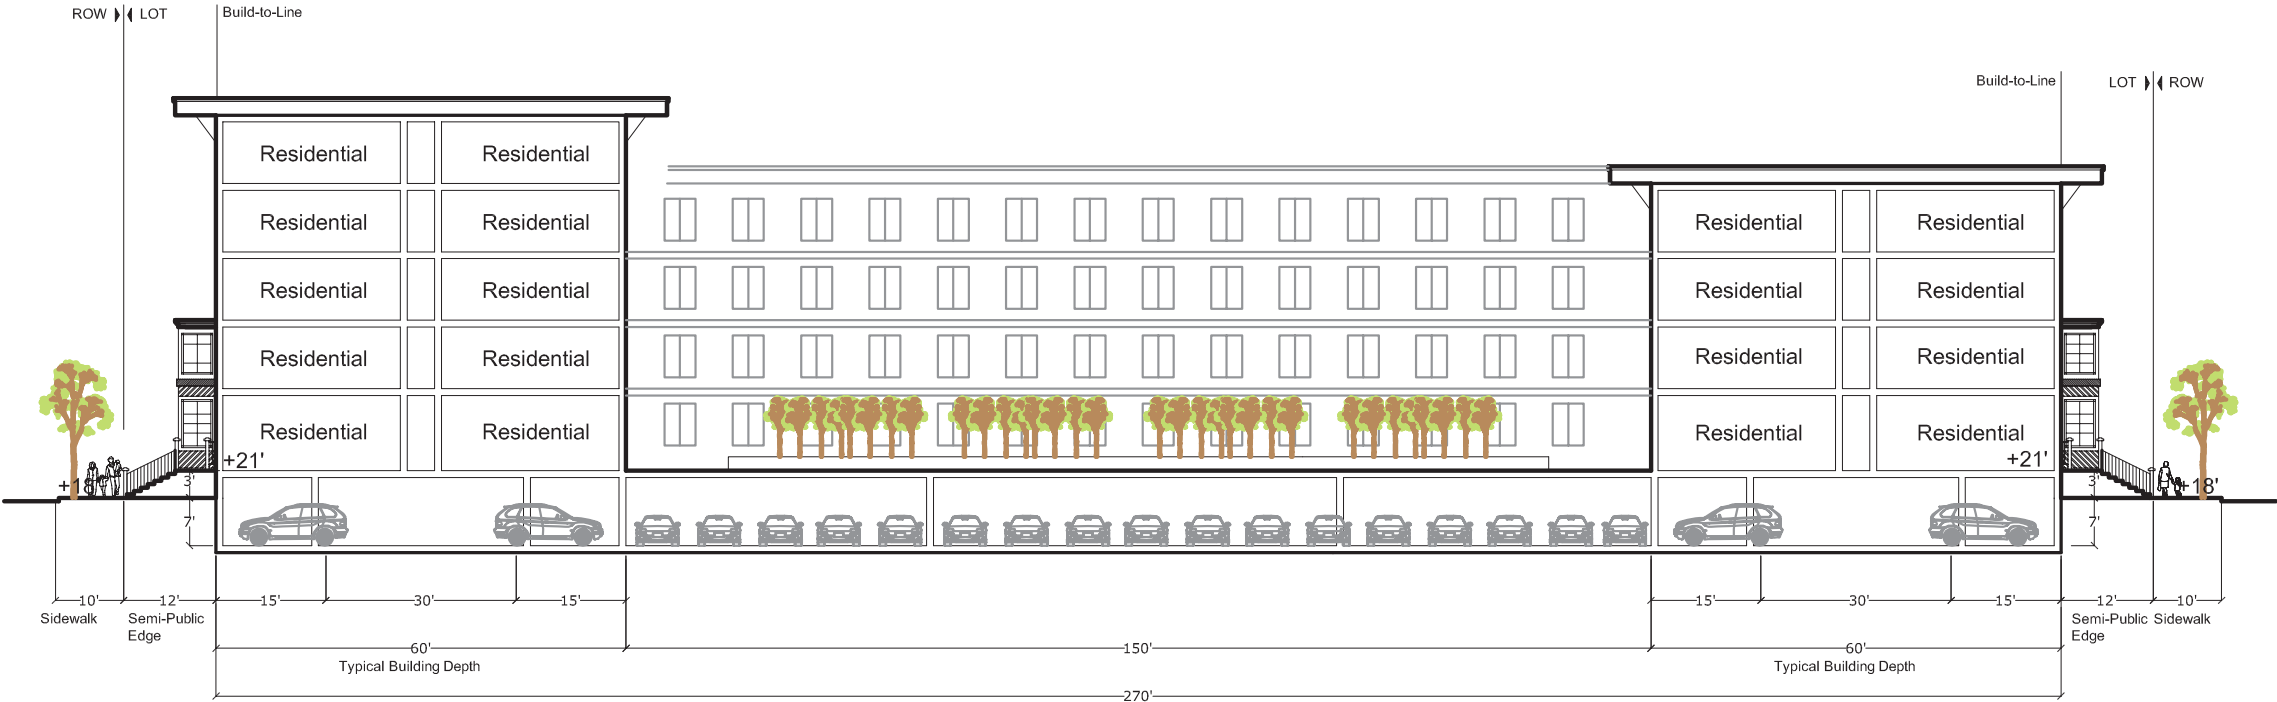 ROW LOT Build-to-Line
Build-to-Line LOT ROW
Residential Residential
Residential Residential Residential Residential
Residential Residential Residential Residential
Residential Residential Residential Residential
Residential Residential Residential Residential
+21' +21'
+18' 3' 3' +18'
7' 7'
10' 12' 15' 30' 15' 15' 30' 15' 12' 10'
Sidewalk Semi-Public Semi-Public Sidewalk
Edge Edge
60' 150' 60'
Typical Building Depth Typical Building Depth
270'